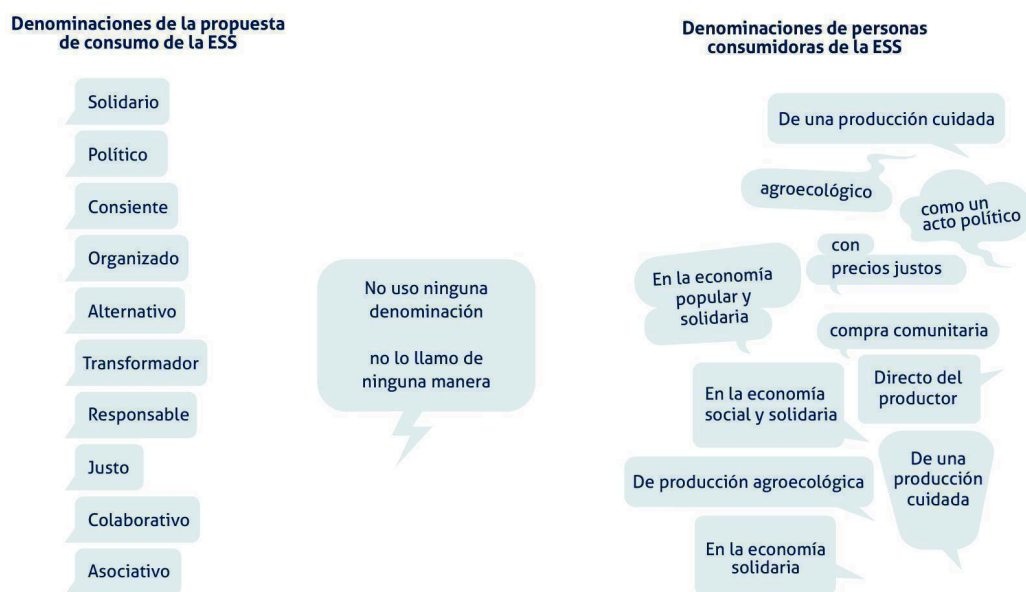 Denominaciones de la propuesta
de consumo de la ESS
Solidario
Político
Consiente
Organizado
Alternativo
Transformador
Responsable
Justo
Colaborativo
Asociativo
No uso ninguna
denominación
no lo llamo de
ninguna manera
Denominaciones de personas
consumidoras de la ESS
De una producción cuidada
agroecológico
como un
acto político
con
precios justos
En la economía
popular y
solidaria
compra comunitaria
Directo del
productor
En la economía
social y solidaria
De una
producción
cuidada
De producción agroecológica
En la economía
solidaria